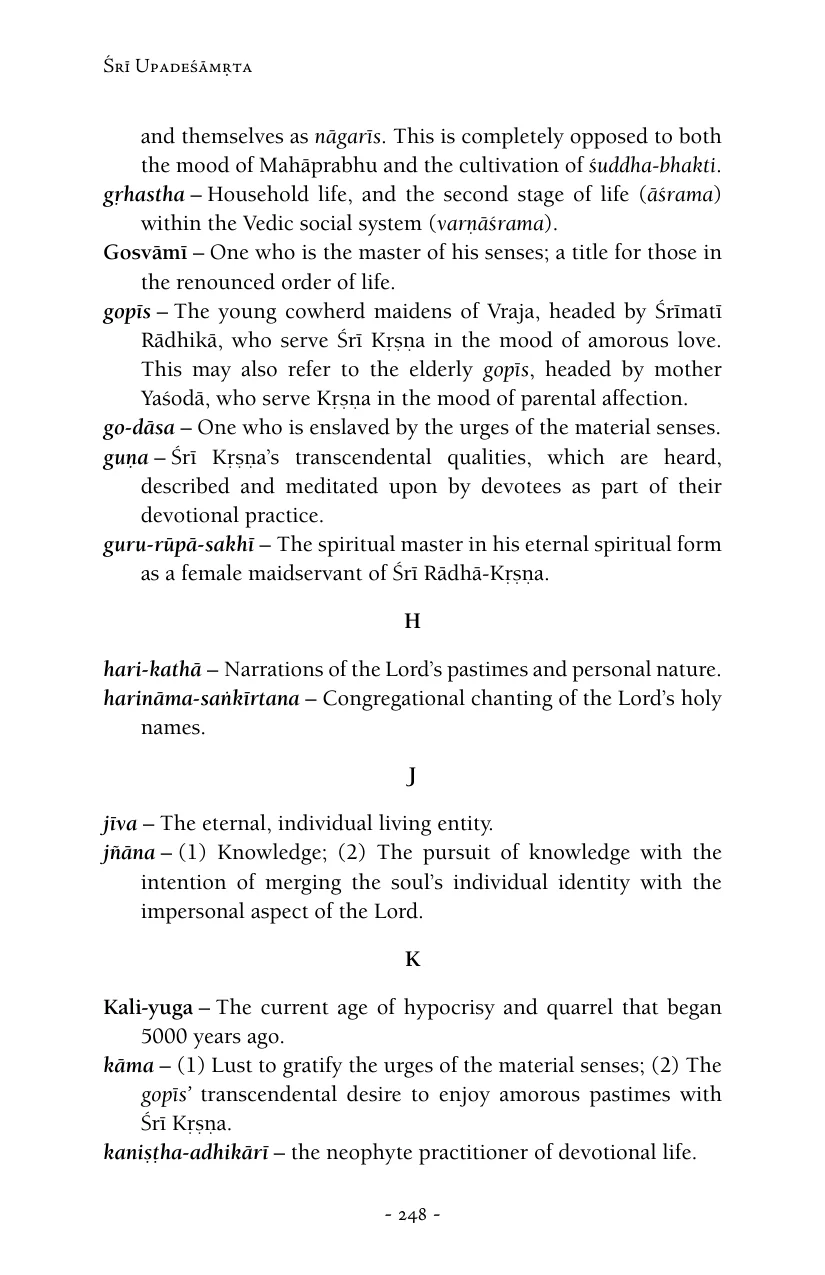 Śrī Upadeśāmṛta
and themselves as nāgarīs. This is completely opposed to both
the mood of Mahāprabhu and the cultivation of śuddha-bhakti.
gṛhastha – Household life, and the second stage of life (āśrama)
within the Vedic social system (varṇāśrama).
Gosvāmī – One who is the master of his senses; a title for those in
the renounced order of life.
gopīs – The young cowherd maidens of Vraja, headed by Śrīmatī
Rādhikā, who serve Śrī Kṛṣṇa in the mood of amorous love.
This may also refer to the elderly gopīs, headed by mother
Yaśodā, who serve Kṛṣṇa in the mood of parental affection.
go-dāsa – One who is enslaved by the urges of the material senses.
guṇa – Śrī Kṛṣṇa’s transcendental qualities, which are heard,
described and meditated upon by devotees as part of their
devotional practice.
guru-rūpā-sakhī – The spiritual master in his eternal spiritual form
as a female maidservant of Śrī Rādhā-Kṛṣṇa.
H
hari-kathā – Narrations of the Lord’s pastimes and personal nature.
harināma-saṅkīrtana – Congregational chanting of the Lord’s holy
names.
J
jīva – The eternal, individual living entity.
jñāna – (1) Knowledge; (2) The pursuit of knowledge with the
intention of merging the soul’s individual identity with the
impersonal aspect of the Lord.
K
Kali-yuga – The current age of hypocrisy and quarrel that began
5000 years ago.
kāma – (1) Lust to gratify the urges of the material senses; (2) The
gopīs’ transcendental desire to enjoy amorous pastimes with
Śrī Kṛṣṇa.
kaniṣṭha-adhikārī – the neophyte practitioner of devotional life.
- 248 -